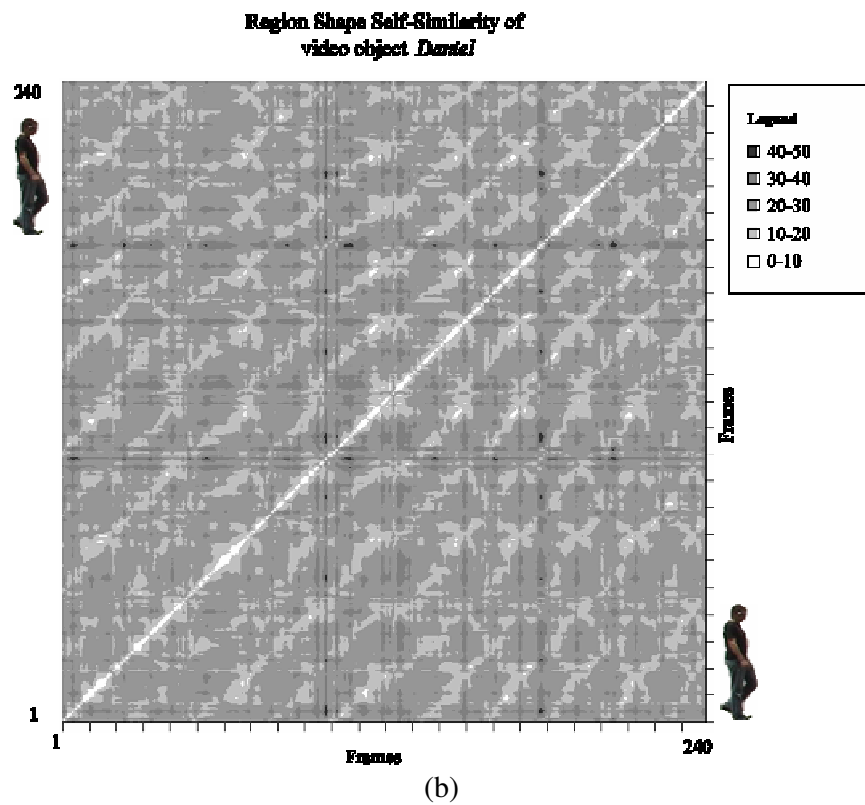 Region Shape Self-Similarity of
video object Daniel
240
Legend
40-50
30-40
20-30
10-20
0-10
Frames
1
1
240
Frames
(b)